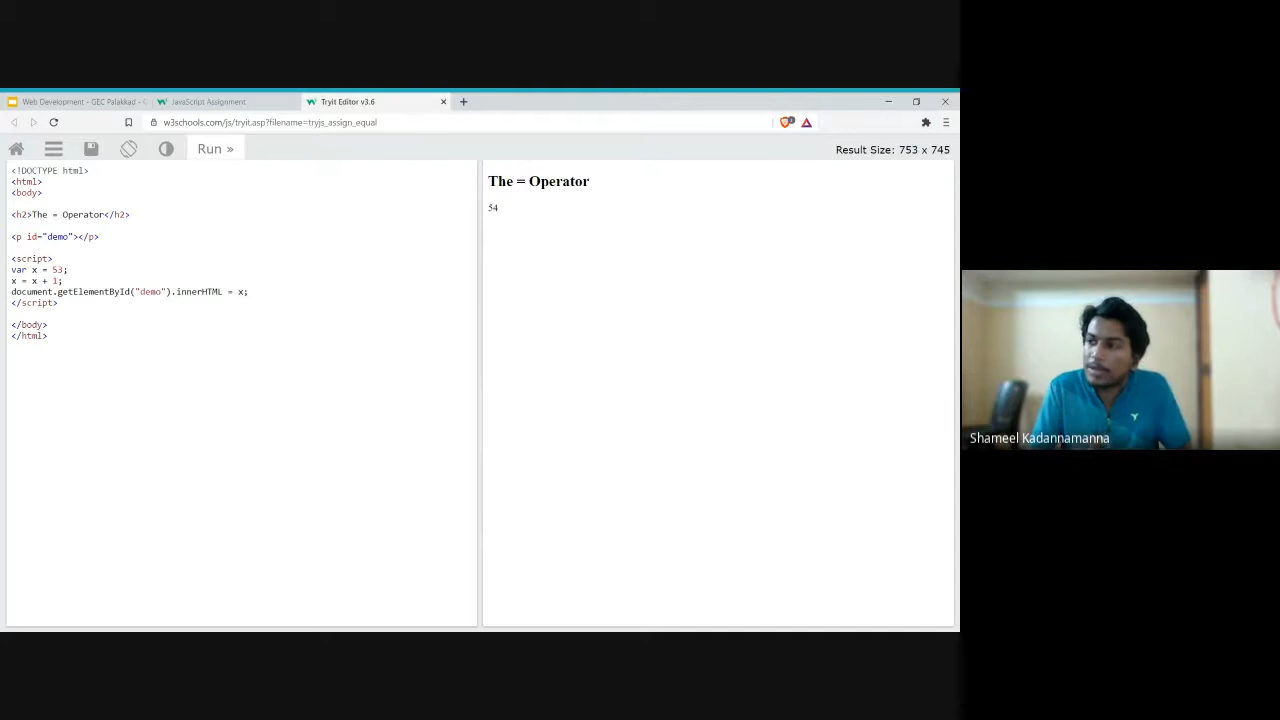 Web Development - GEC Palakkad -
JavaScript Assignment
Tryit Editor v3.6
w3schools.com/js/tryit.asp?filename=tryjs_assign_equal
Run »
Result Size: 753 x 745
<!DOCTYPE html>
<html>
<body>
<h2>The = Operator</h2>
<p id="demo"></p>
<script>
var x = 53;
x = x + 1;
document.getElementById("demo").innerHTML = x;
</script>
</body>
</html>
The = Operator
54
Shameel Kadannamanna